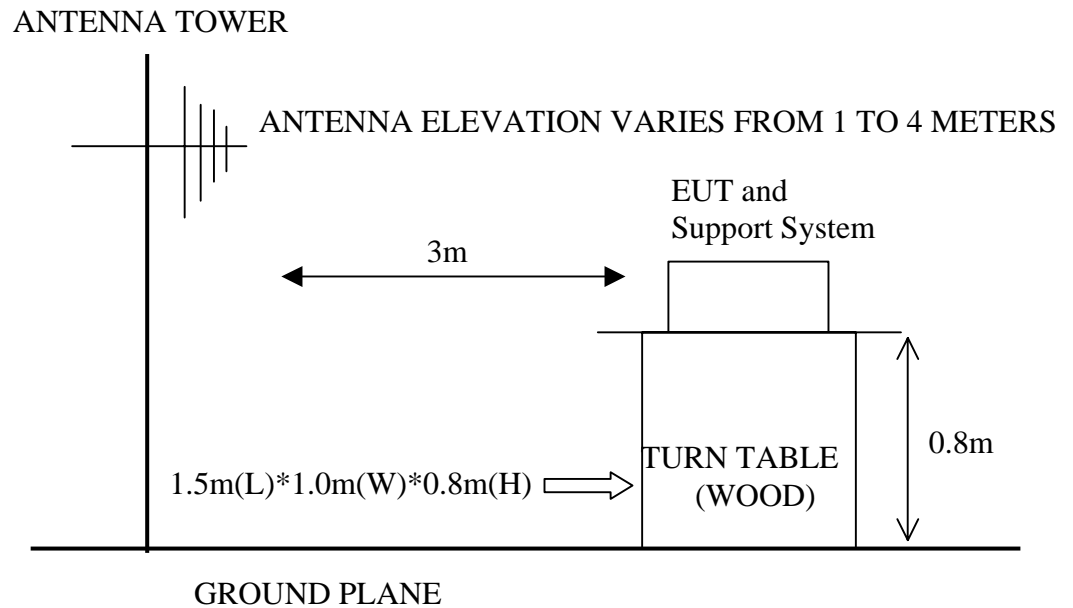 ANTENNA TOWER
ANTENNA ELEVATION VARIES FROM 1 TO 4 METERS
EUT and
Support System
3m
0.8m
TURN TABLE
(WOOD)
1.5m(L)*1.0m(W)*0.8m(H)
GROUND PLANE